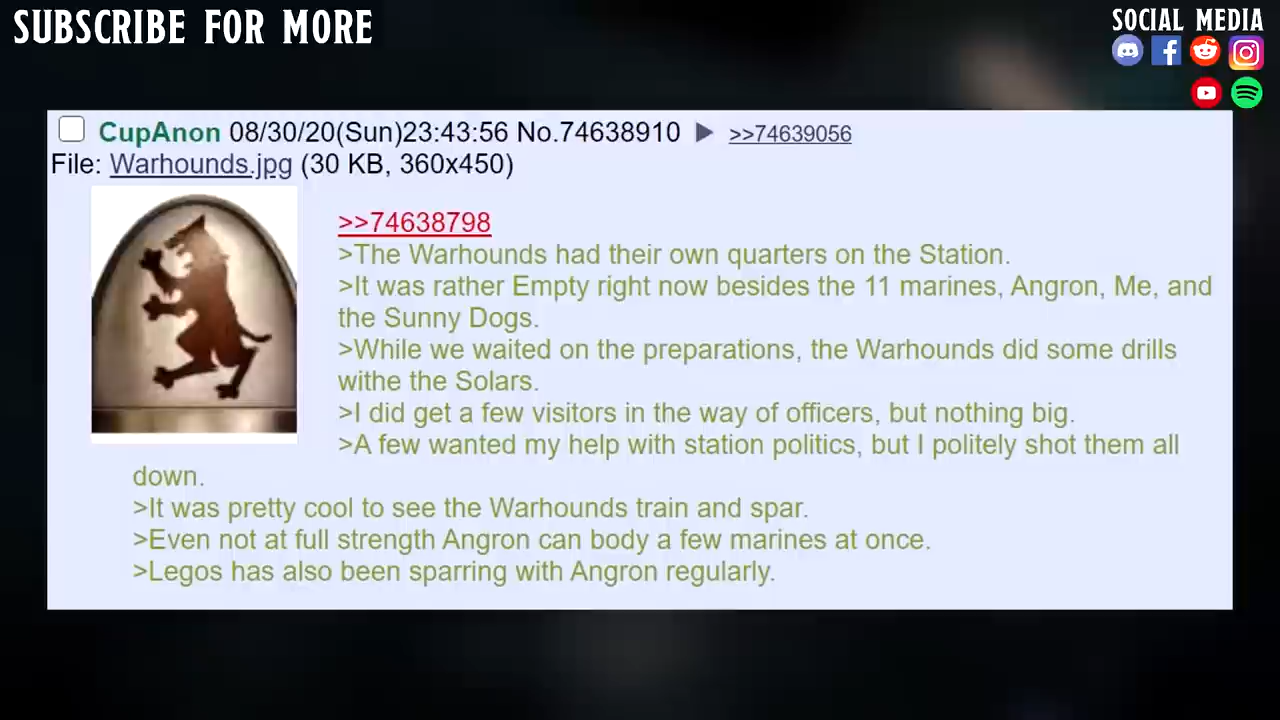 SUBSCRIBE FOR MORE
SOCIAL MEDIA
CupAnon 08/30/20(Sun)23:43:56 No.74638910 ▶ >>74639056
File: Warhounds.jpg (30 KB, 360x450)
>>74638798
>The Warhounds had their own quarters on the Station.
>It was rather Empty right now besides the 11 marines, Angron, Me, and
the Sunny Dogs.
>While we waited on the preparations, the Warhounds did some drills
withe the Solars.
>I did get a few visitors in the way of officers, but nothing big.
>A few wanted my help with station politics, but I politely shot them all
down.
>It was pretty cool to see the Warhounds train and spar.
>Even not at full strength Angron can body a few marines at once.
>Legos has also been sparring with Angron regularly.